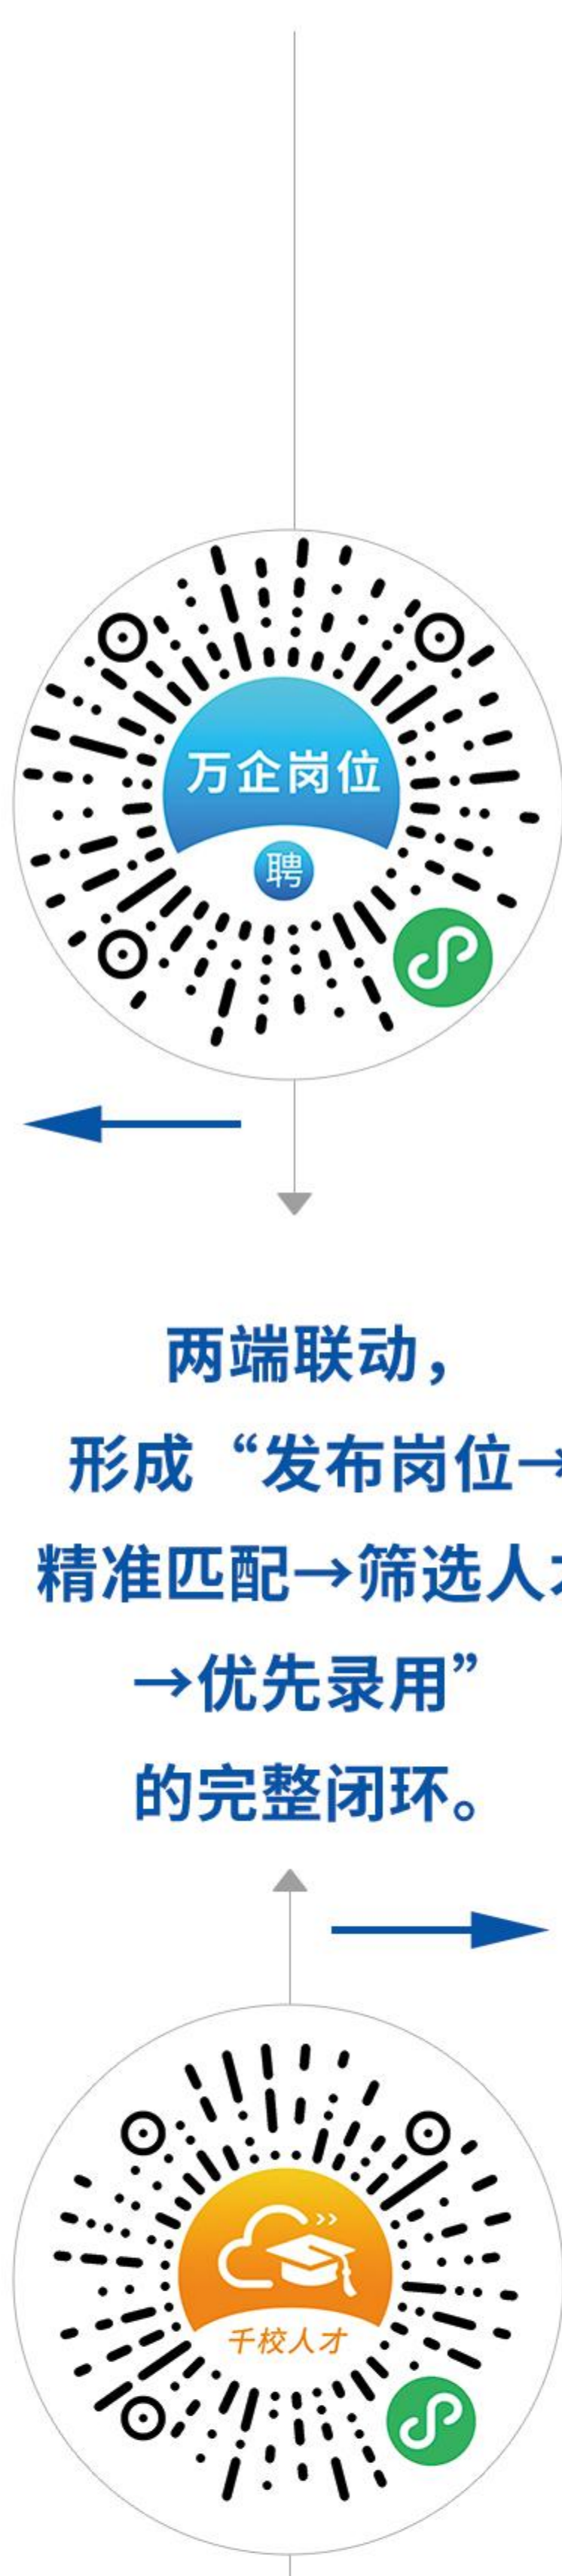 万企岗位
聘
两端联动，
形成“发布岗位→
精准匹配→筛选人才
→优先录用”
的完整闭环。
千校人才